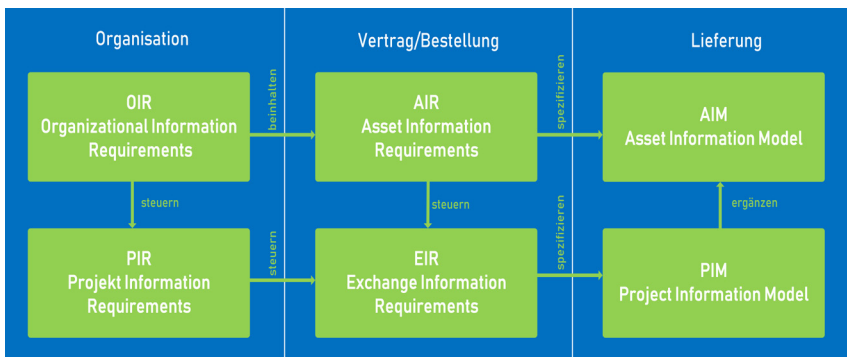 Organisation
Vertrag/Bestellung
Lieferung
OIR
Organizational Information
Requirements
beinhalten
AIR
Asset Information
Requirements
spezifizieren
AIM
Asset Information Model
steuern
steuern
ergänzen
PIR
Projekt Information
Requirements
steuern
EIR
Exchange Information
Requirements
spezifizieren
PIM
Project Information Model